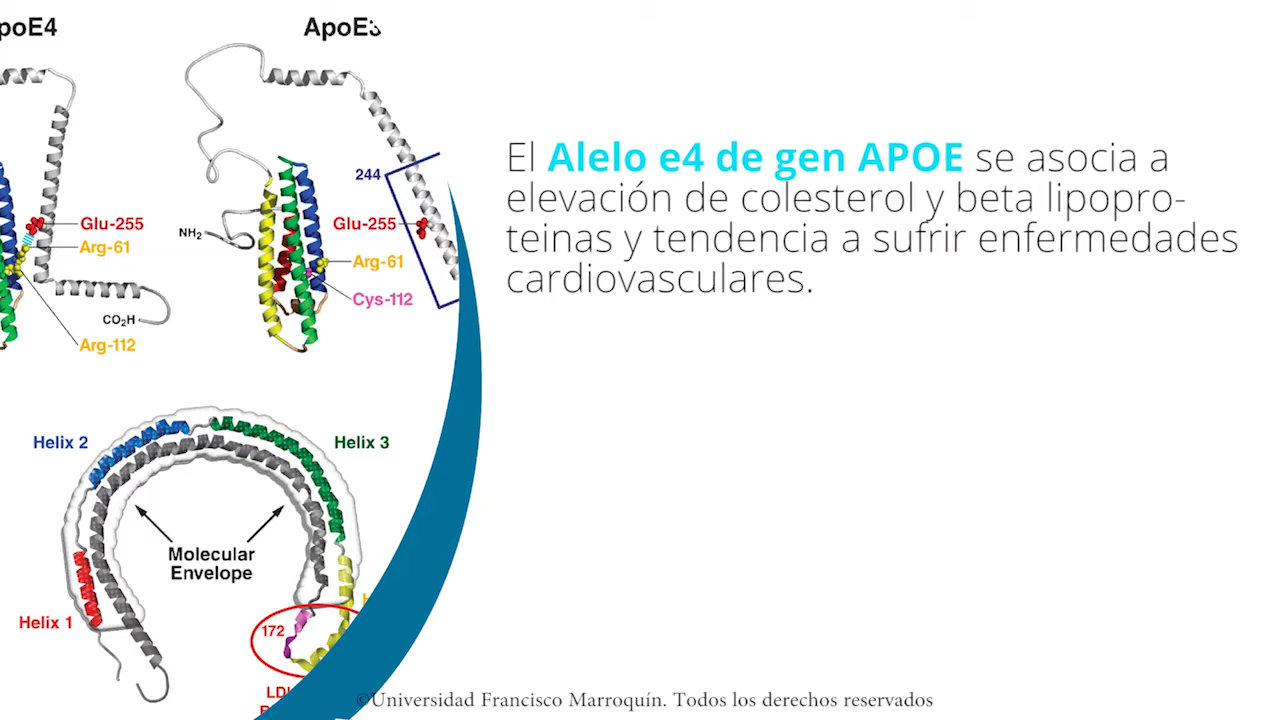 poE4
ApoE3
El Alelo e4 de gen APOE se asocia a
elevación de colesterol y beta lipopro-
teinas y tendencia a sufrir enfermedades
cardiovasculares.
244
Glu-255
Arg-61
CO2H
Arg-112
NH2
Glu-255
Arg-61
Cys-112
Helix 2
Helix 3
Molecular
Envelope
Helix 1
172
©Universidad Francisco Marroquín. Todos los derechos reservados